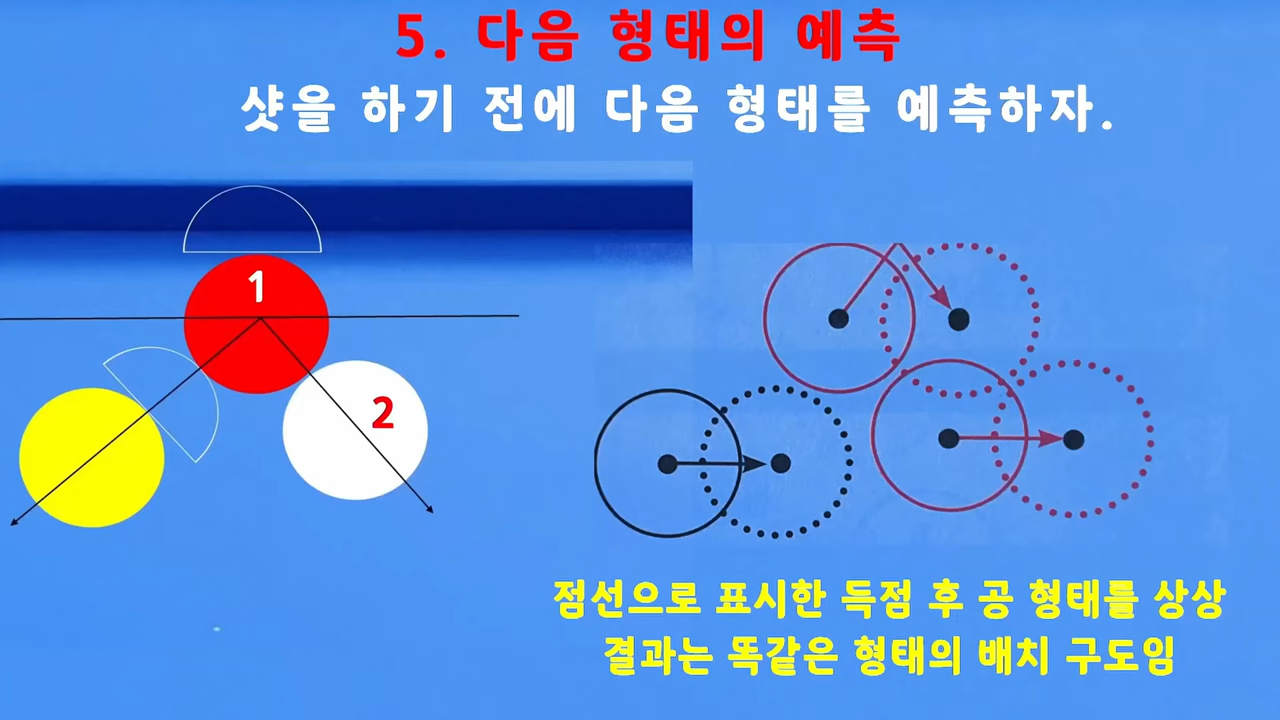 5. 다음 형태의 예측
샷을 하기 전에 다음 형태를 예측하자.
1
2
점선으로 표시한 득점 후 공 형태를 상상
결과는 똑같은 형태의 배치 구도임